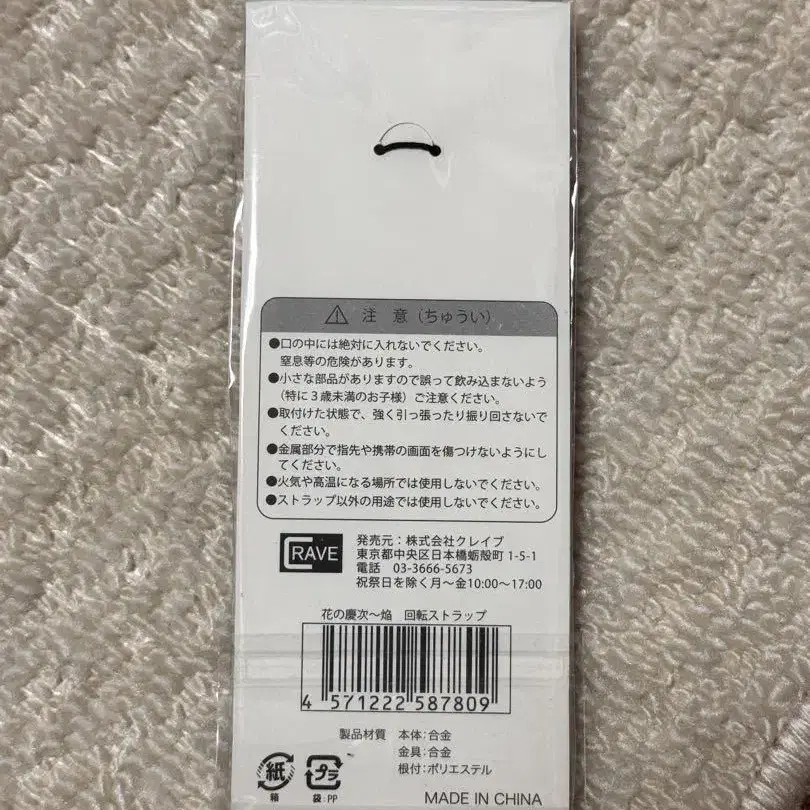 注 意(ちゅうい)
●口の中には絶対に入れないでください。
窒息等の危険があります。
●小さな部品がありますので誤って飲み込まないよう
(特に3歳未満のお子様)ご注意ください。
●取付けた状態で、強く引っ張ったり振り回さないで
ください。
●金属部分で指先や携帯の画面を傷つけないようにし
てください。
●火気や高温になる場所では使用しないでください。
●ストラップ以外の用途では使用しないでください。
CRAVE
発売元:株式会社クレイブ
東京都中央区日本橋蛎殻町 1-5-1
電話 03-3666-5673
祝祭日を除く月〜金10:00〜17:00
花の慶次〜焔 回転ストラップ
4 571222 587809
製品材質 本体:合金
金具:合金
根付:ポリエステル
紙 プラ
箱 袋:PP
MADE IN CHINA